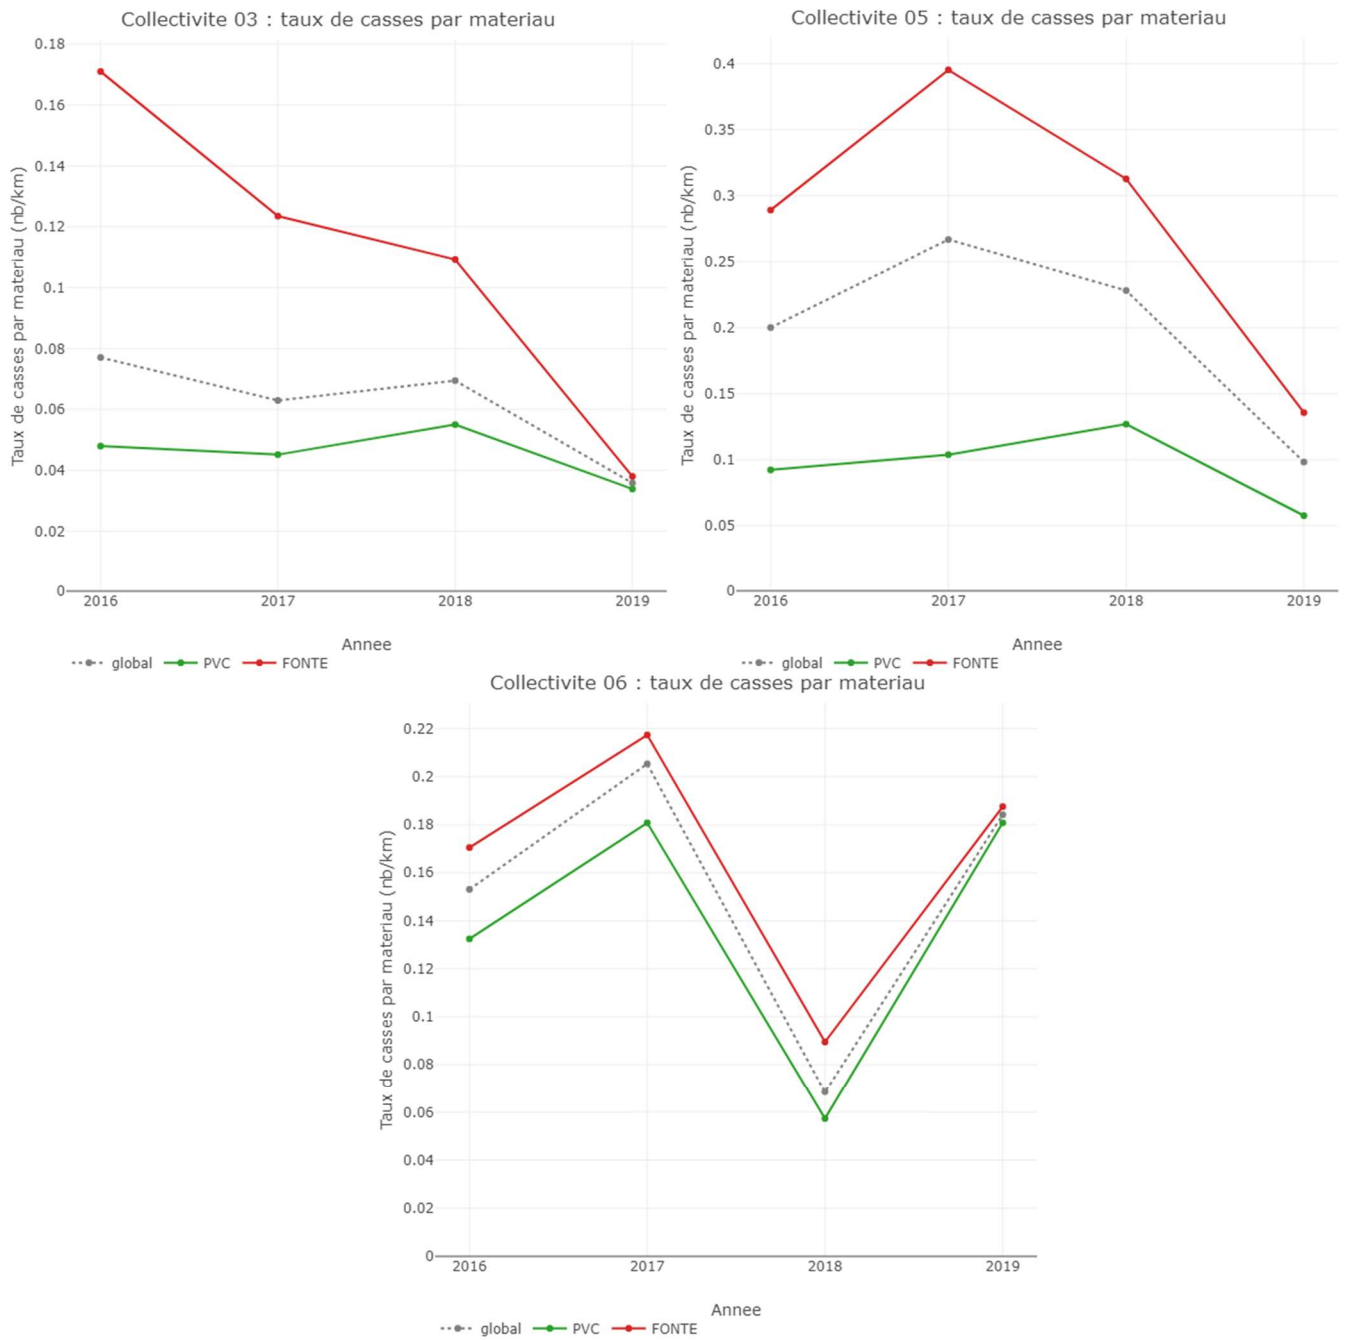 Collectivite 03 : taux de casses par materiau
Taux de casses par materiau (nb/km)
0.18
0.16
0.14
0.12
0.1
0.08
0.06
0.04
0.02
0
2016 2017 2018 2019
Annee
global PVC FONTE
Collectivite 05 : taux de casses par materiau
Taux de casses par materiau (nb/km)
0.4
0.35
0.3
0.25
0.2
0.15
0.1
0.05
0
2016 2017 2018 2019
Annee
global PVC FONTE
Collectivite 06 : taux de casses par materiau
Taux de casses par materiau (nb/km)
0.22
0.2
0.18
0.16
0.14
0.12
0.1
0.08
0.06
0.04
0.02
0
2016 2017 2018 2019
Annee
global PVC FONTE